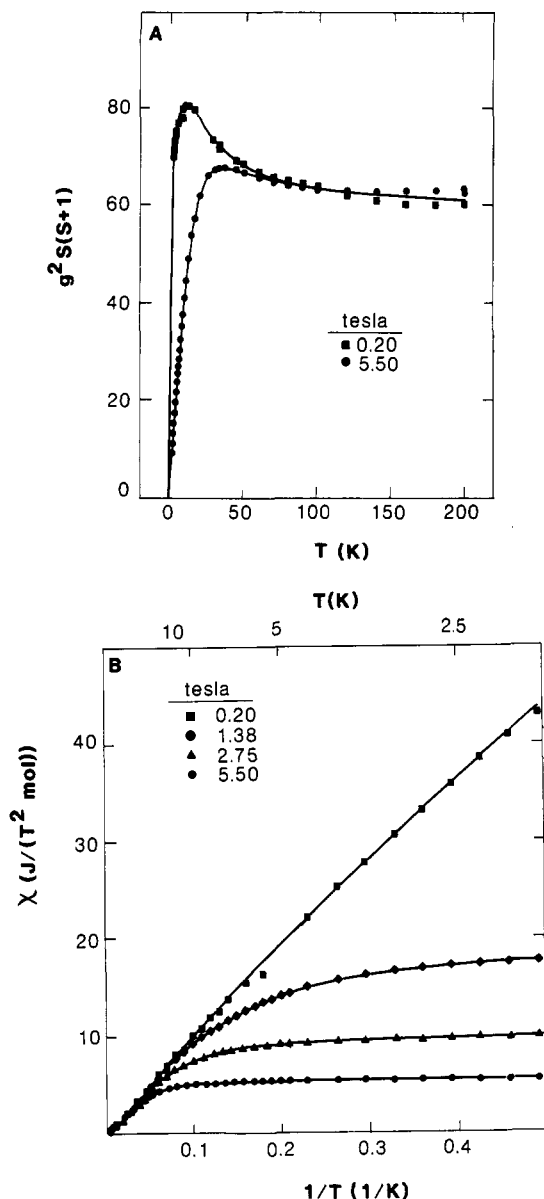 A
g²S(S+1)
80
60
40
20
0
tesla
■ 0.20
● 5.50
0 50 100 150 200
T (K)
T(K)
10 5 2.5
B
tesla
■ 0.20
● 1.38
▲ 2.75
● 5.50
χ (J/(T² mol))
40
30
20
10
0.1 0.2 0.3 0.4
1/T (1/K)